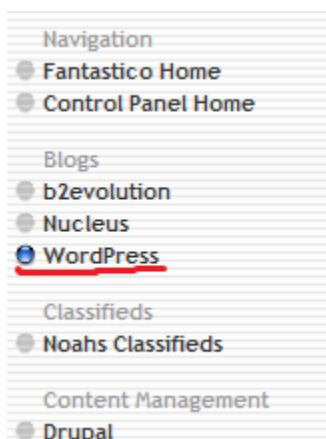 Navigation
Fantastico Home
Control Panel Home
Blogs
b2evolution
Nucleus
WordPress
Classifieds
Noahs Classifieds
Content Management
Drupal